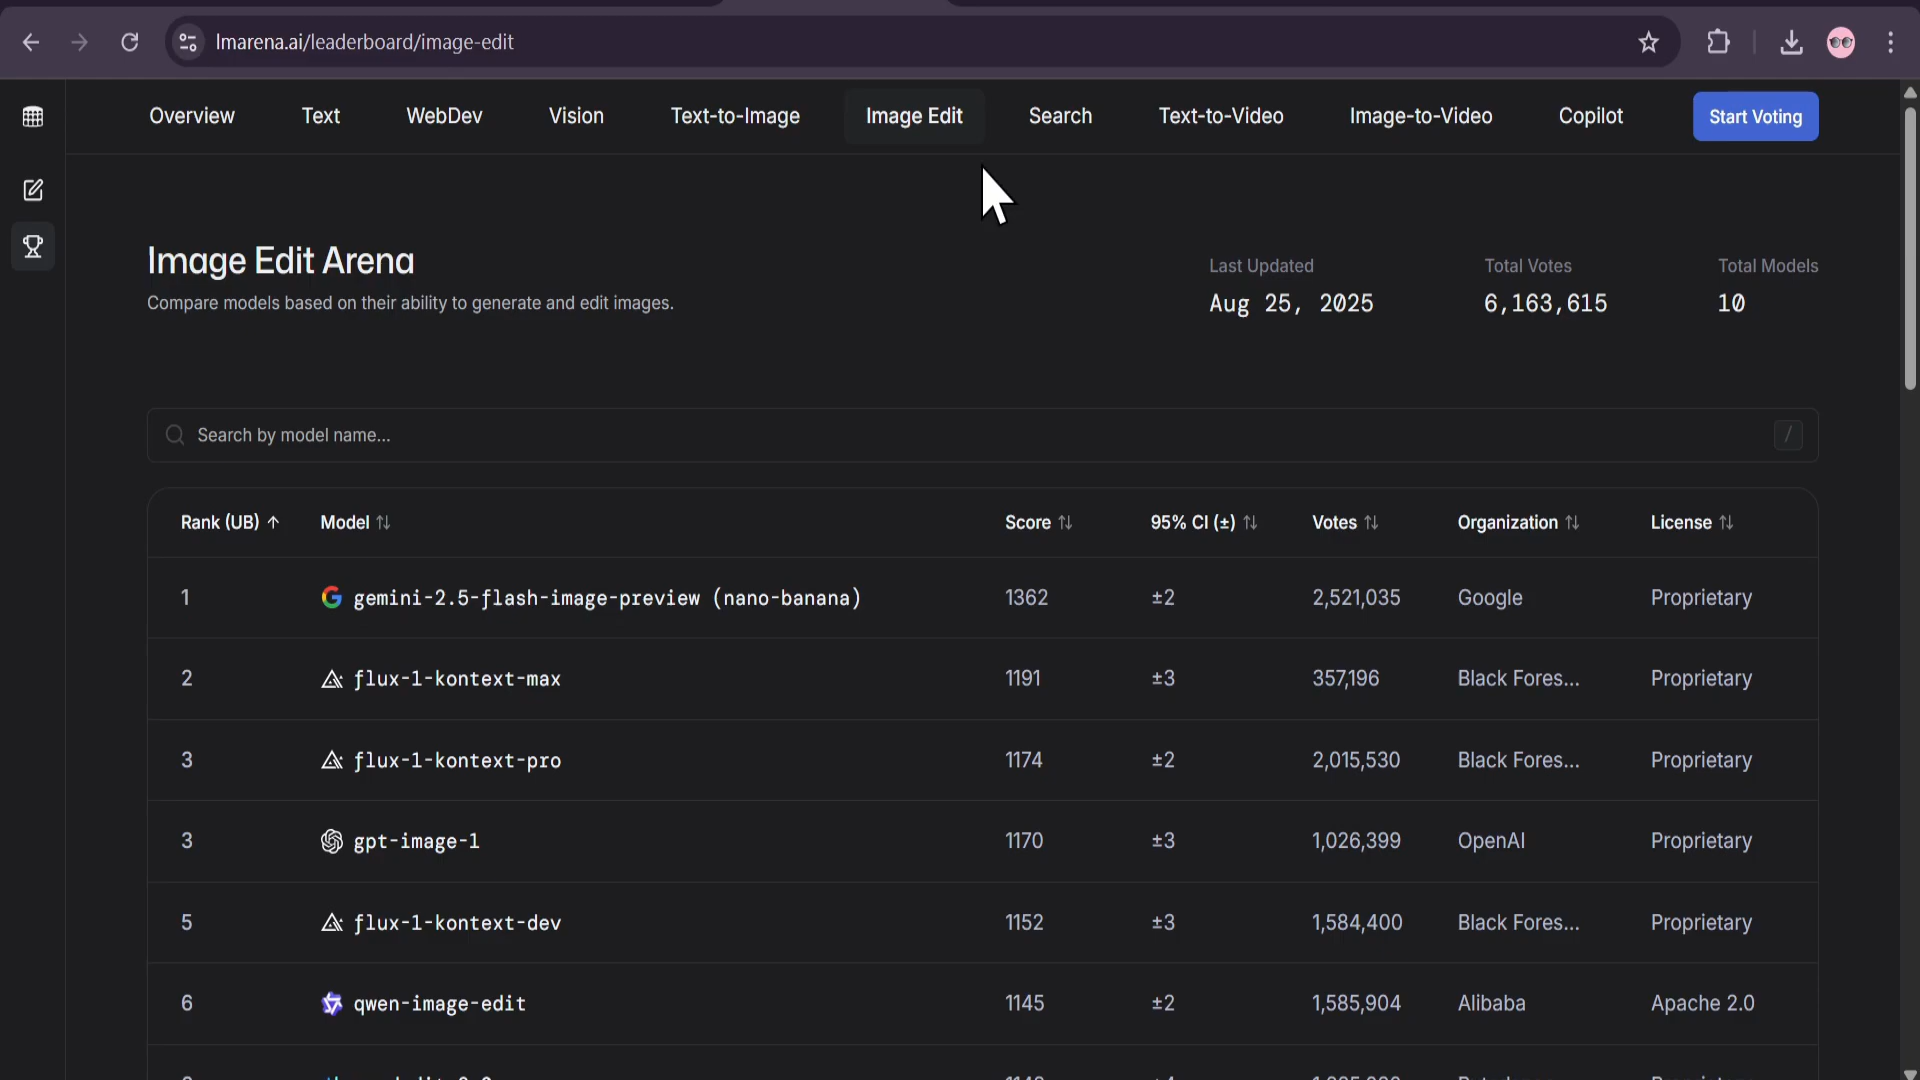 lmarena.ai/leaderboard/image-edit
Overview Text WebDev Vision Text-to-Image Image Edit Search Text-to-Video Image-to-Video Copilot Start Voting
Image Edit Arena
Compare models based on their ability to generate and edit images.
Last Updated Total Votes Total Models
Aug 25, 2025 6,163,615 10
Search by model name... /
Rank (UB) Model Score 95% CI (±) Votes Organization License
1 gemini-2.5-flash-image-preview (nano-banana) 1362 ±2 2,521,035 Google Proprietary
2 flux-1-kontext-max 1191 ±3 357,196 Black Fores... Proprietary
3 flux-1-kontext-pro 1174 ±2 2,015,530 Black Fores... Proprietary
3 gpt-image-1 1170 ±3 1,026,399 OpenAI Proprietary
5 flux-1-kontext-dev 1152 ±3 1,584,400 Black Fores... Proprietary
6 qwen-image-edit 1145 ±2 1,585,904 Alibaba Apache 2.0